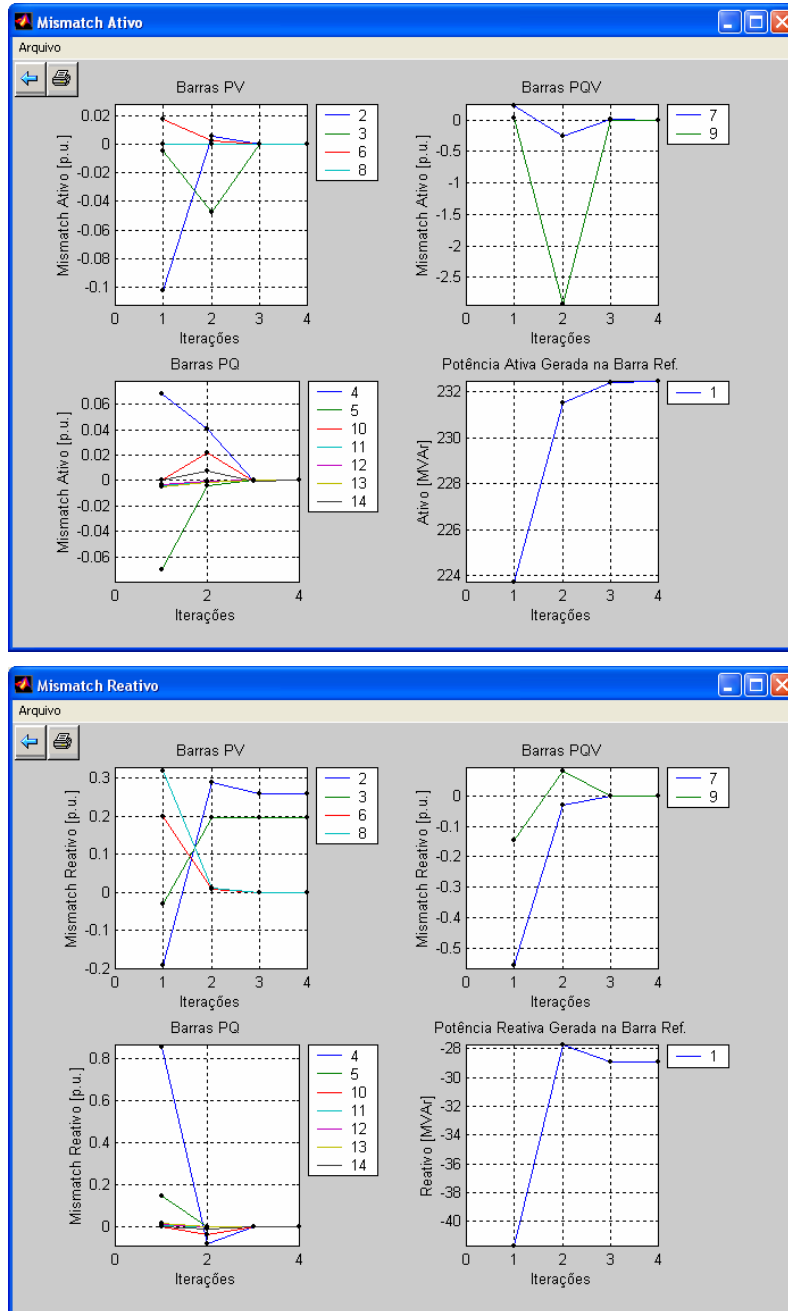 Mismatch Ativo
Arquivo
Barras PV
0.02
0
-0.02
-0.04
-0.06
-0.08
-0.1
0 1 2 3 4
Iterações
Mismatch Ativo [p.u.]
2
3
6
8
Barras PQV
0
-0.5
-1
-1.5
-2
-2.5
0 1 2 3 4
Iterações
Mismatch Ativo [p.u.]
7
9
Barras PQ
0.06
0.04
0.02
0
-0.02
-0.04
-0.06
0 2 4
Iterações
Mismatch Ativo [p.u.]
4
5
10
11
12
13
14
Potência Ativa Gerada na Barra Ref.
232
230
228
226
224
0 1 2 3 4
Iterações
Ativo [MVAr]
1
Mismatch Reativo
Arquivo
Barras PV
0.3
0.2
0.1
0
-0.1
-0.2
0 1 2 3 4
Iterações
Mismatch Reativo [p.u.]
2
3
6
8
Barras PQV
0
-0.1
-0.2
-0.3
-0.4
-0.5
0 1 2 3 4
Iterações
Mismatch Reativo [p.u.]
7
9
Barras PQ
0.8
0.6
0.4
0.2
0
0 2 4
Iterações
Mismatch Reativo [p.u.]
4
5
10
11
12
13
14
Potência Reativa Gerada na Barra Ref.
-28
-30
-32
-34
-36
-38
-40
0 1 2 3 4
Iterações
Reativo [MVAr]
1